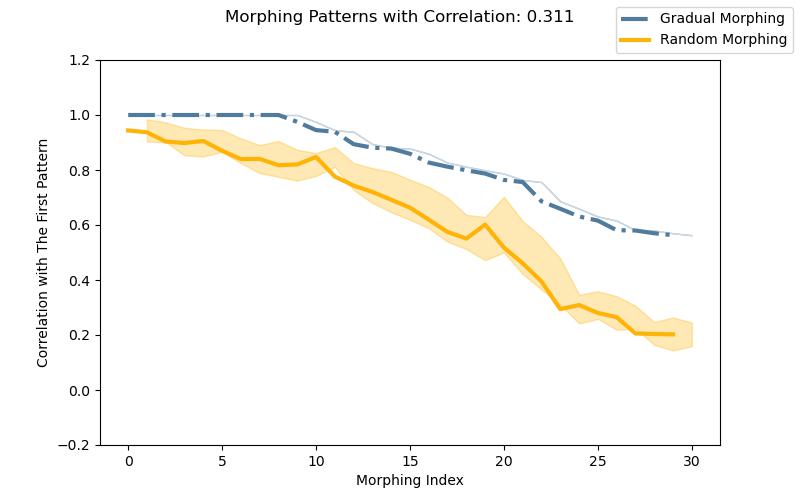 Morphing Patterns with Correlation: 0.311
Gradual Morphing
Random Morphing
Correlation with The First Pattern
1.2
1.0
0.8
0.6
0.4
0.2
0.0
−0.2
0 5 10 15 20 25 30
Morphing Index